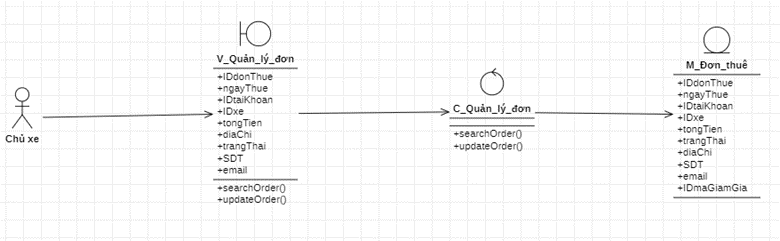 Chủ xe
V_Quản_lý_đơn
+IDdonThue
+ngayThue
+IDtaiKhoan
+IDxe
+tongTien
+diaChi
+trangThai
+SDT
+email
+searchOrder()
+updateOrder()
C_Quản_lý_đơn
+searchOrder()
+updateOrder()
M_Đơn_thuê
+IDdonThue
+ngayThue
+IDtaiKhoan
+IDxe
+tongTien
+trangThai
+diaChi
+SDT
+email
+IDmaGiamGia